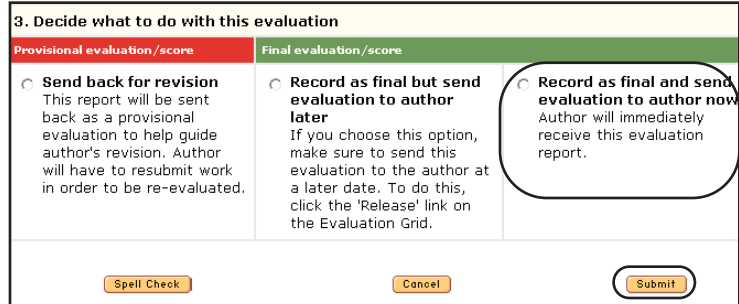 3. Decide what to do with this evaluation
Provisional evaluation/score
Final evaluation/score
Send back for revision
This report will be sent
back as a provisional
evaluation to help guide
author's revision. Author
will have to resubmit work
in order to be re-evaluated.
Record as final but send
evaluation to author
later
If you choose this option,
make sure to send this
evaluation to the author at
a later date. To do this,
click the 'Release' link on
the Evaluation Grid.
Record as final and send
evaluation to author now
Author will immediately
receive this evaluation
report.
Spell Check
Cancel
Submit